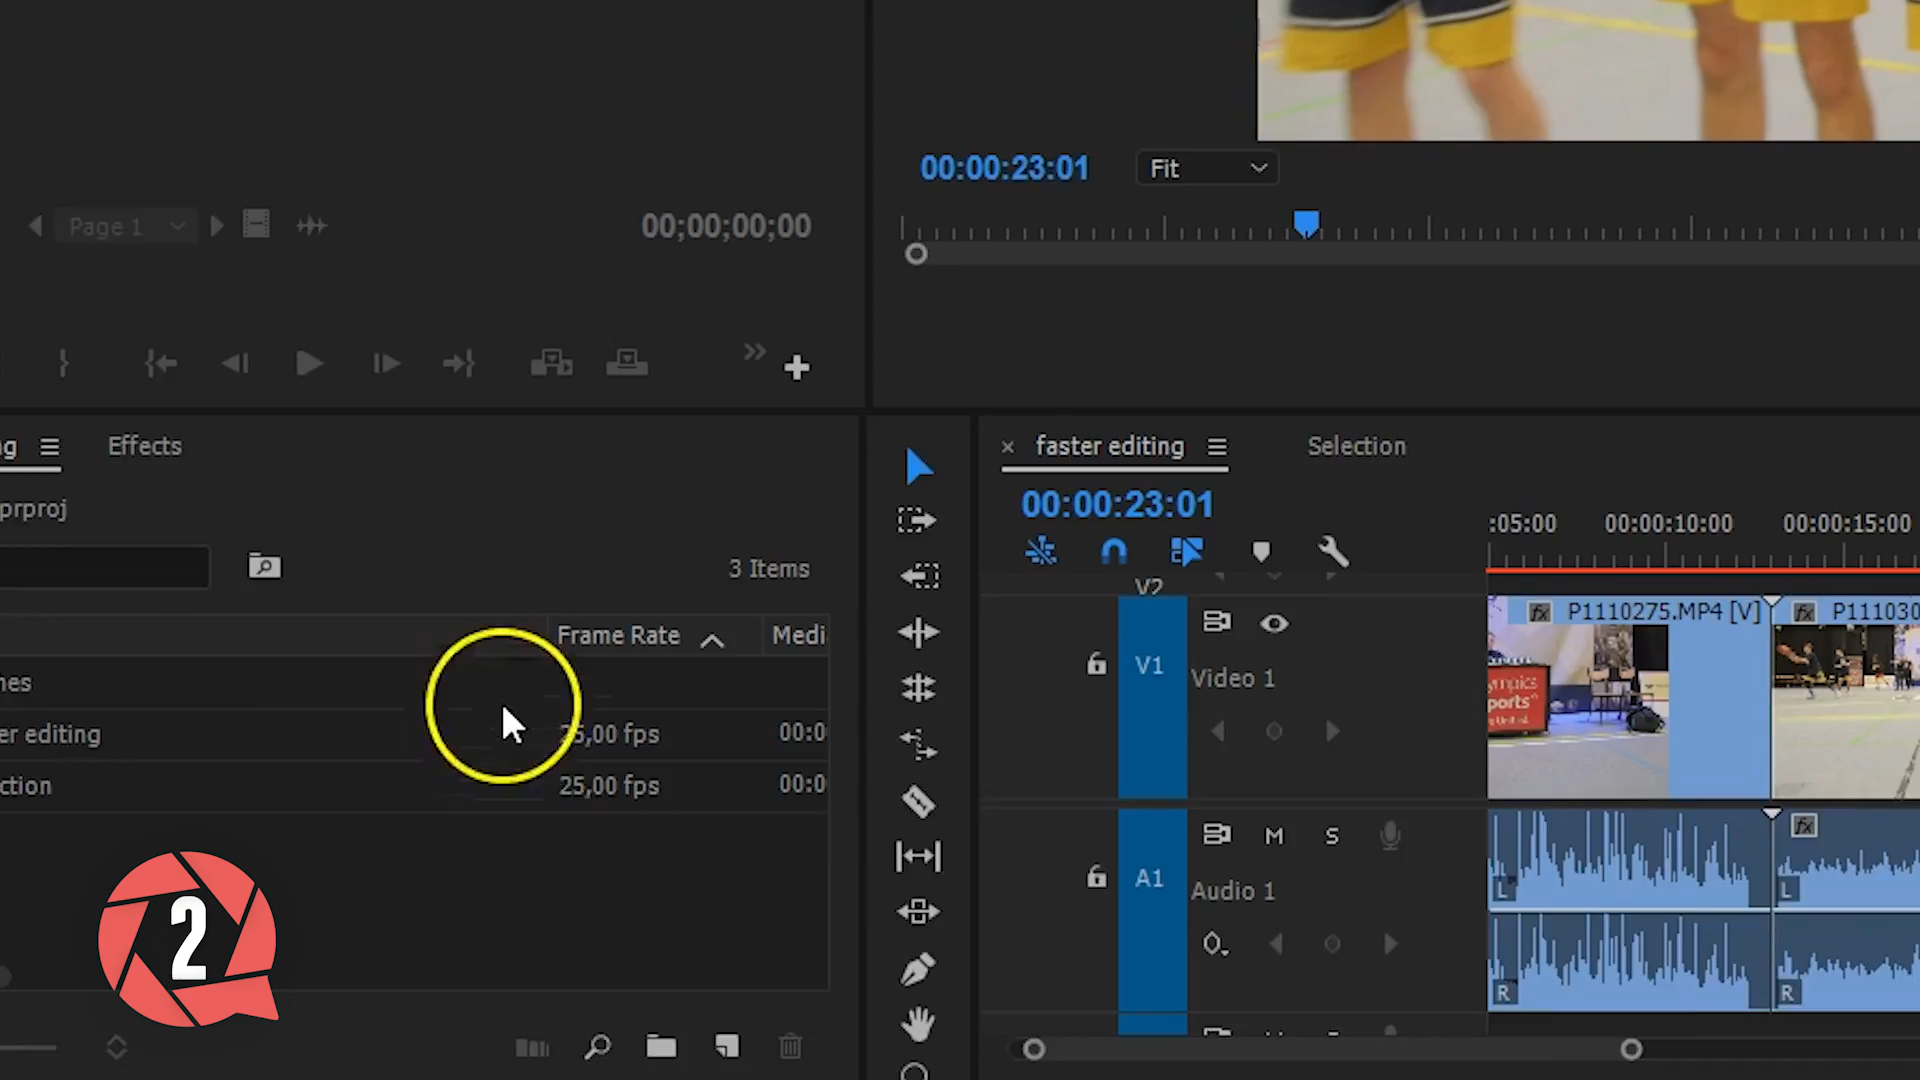 00:00:23:01
Fit
Page 1
00;00;00;00
Effects
faster editing
Selection
prproj
00:00:23:01
:05:00
00:00:10:00
00:00:15:00
3 Items
V2
P1110275.MP4 [V]
P111030
Frame Rate
Medi
V1
Video 1
er editing
25,00 fps
00:0
ction
25,00 fps
00:0
A1
M
S
Audio 1
L
L
R
R
2